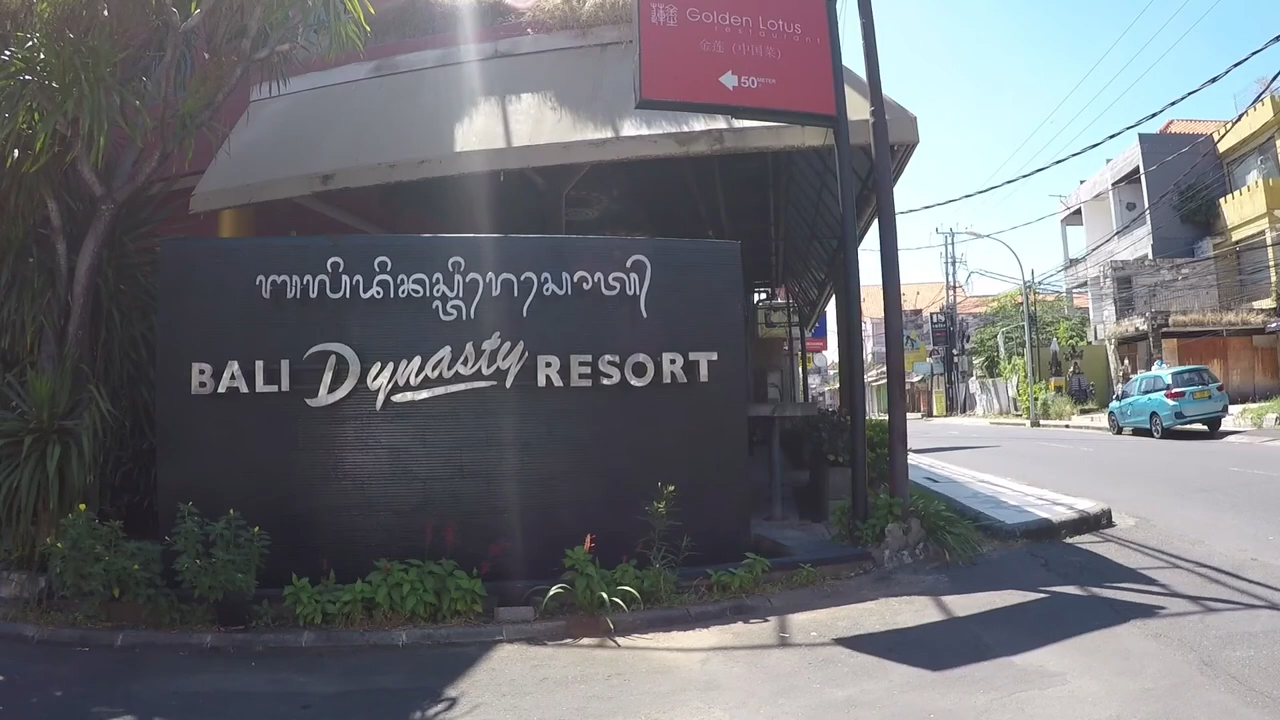 Golden Lotus
restaurant
金莲 (中国菜)
50 METER
BALI Dynasty RESORT